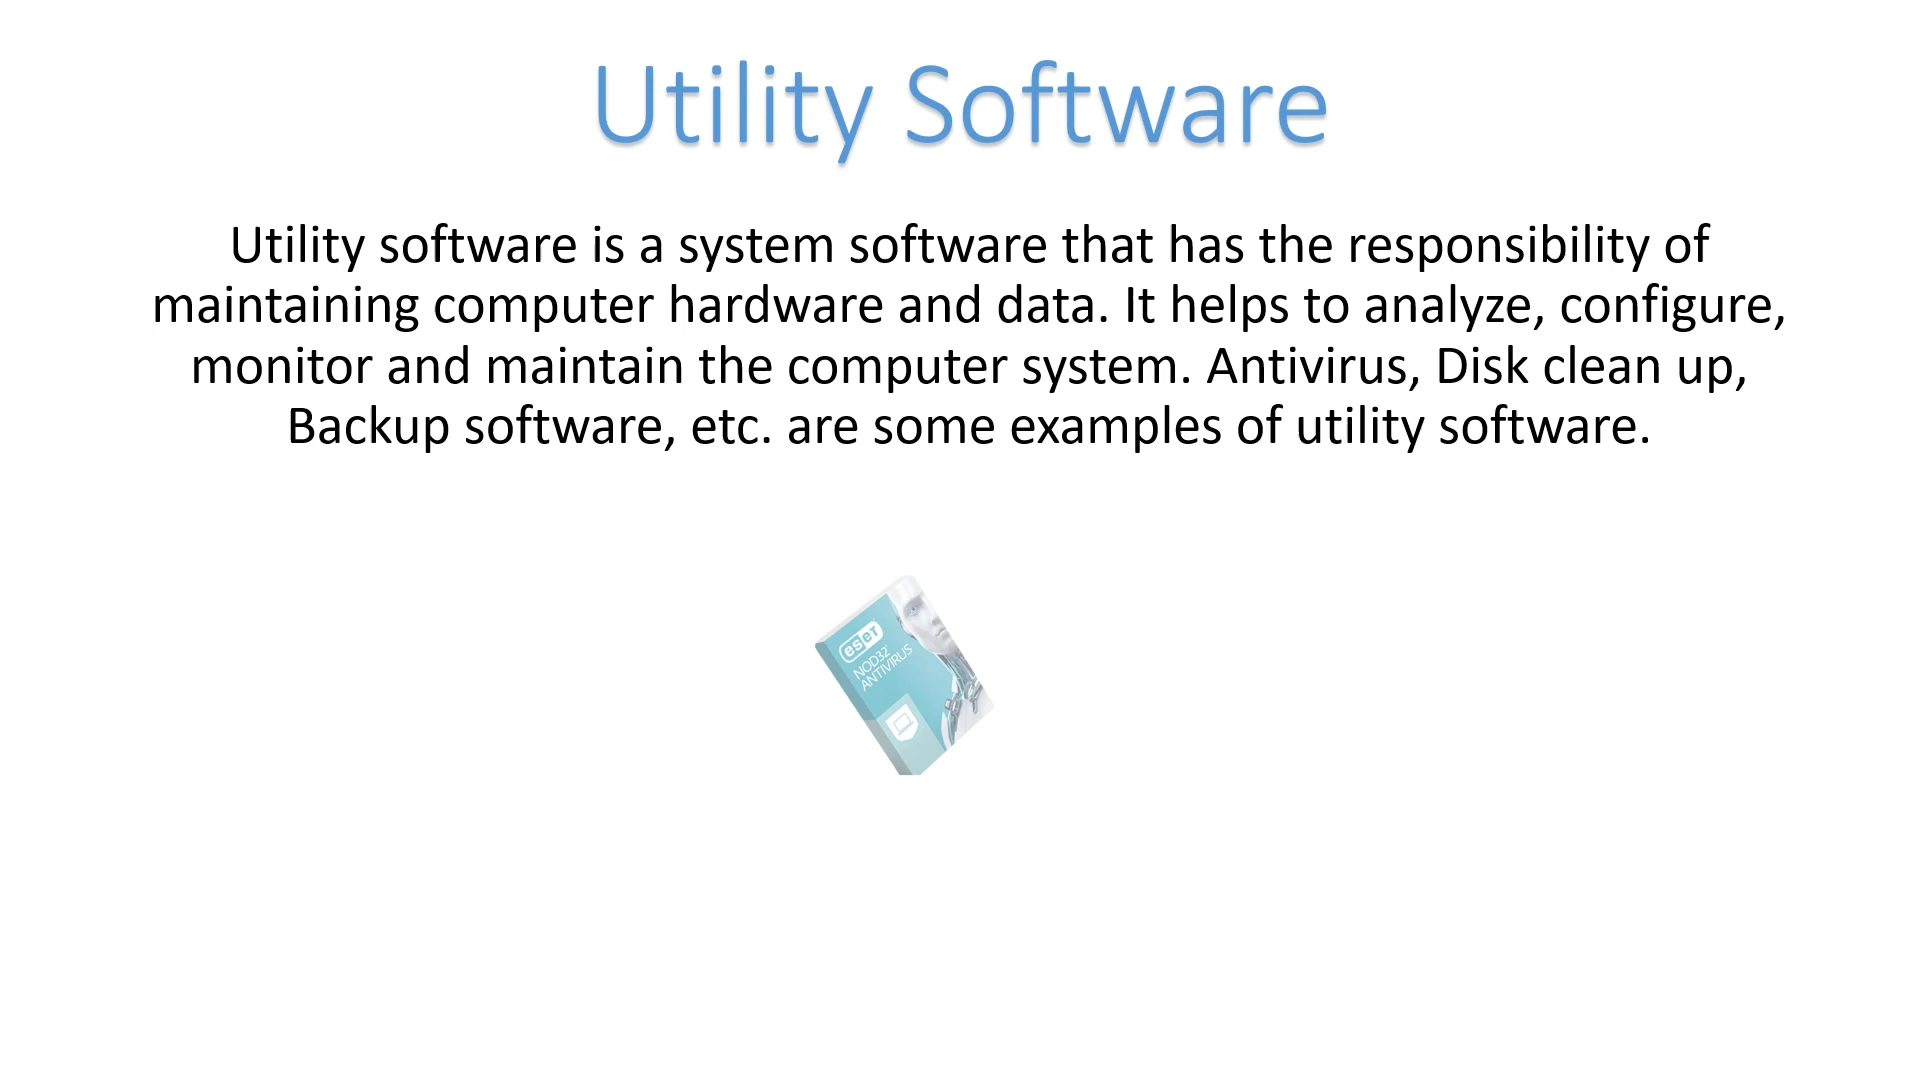 Utility Software
Utility software is a system software that has the responsibility of
maintaining computer hardware and data. It helps to analyze, configure,
monitor and maintain the computer system. Antivirus, Disk clean up,
Backup software, etc. are some examples of utility software.
eset
NOD32
ANTIVIRUS